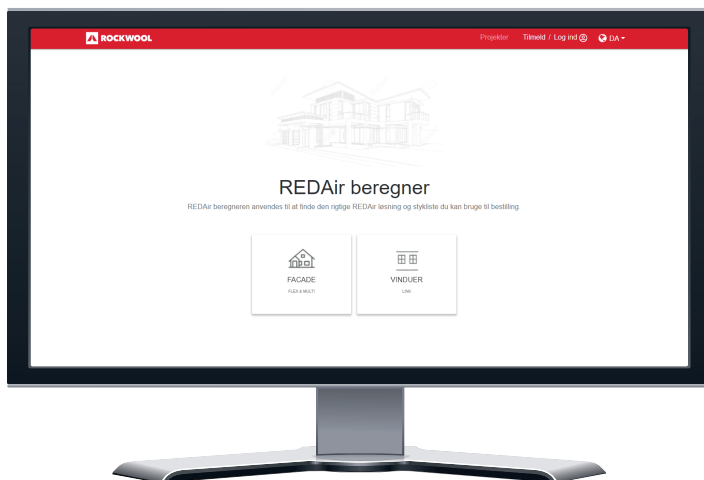 ROCKWOOL
Projekter Tilmeld / Log ind DA
REDAir beregner
REDAir beregneren anvendes til at finde den rigtige REDAir løsning og stykliste du kan bruge til bestilling.
FACADE
FLEX & MULTI
VINDUER
LINK